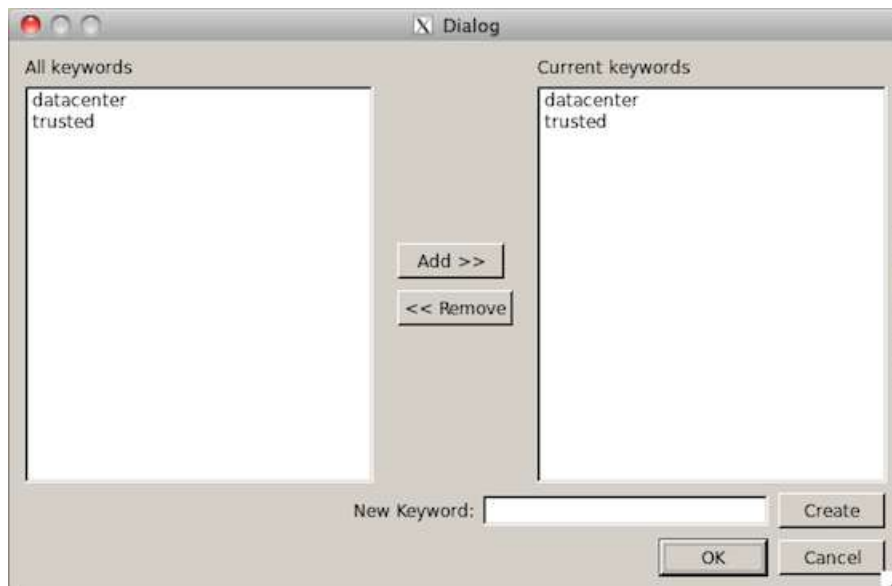 X Dialog
All keywords
datacenter
trusted
Current keywords
datacenter
trusted
Add >>
<< Remove
New Keyword:
Create
OK
Cancel